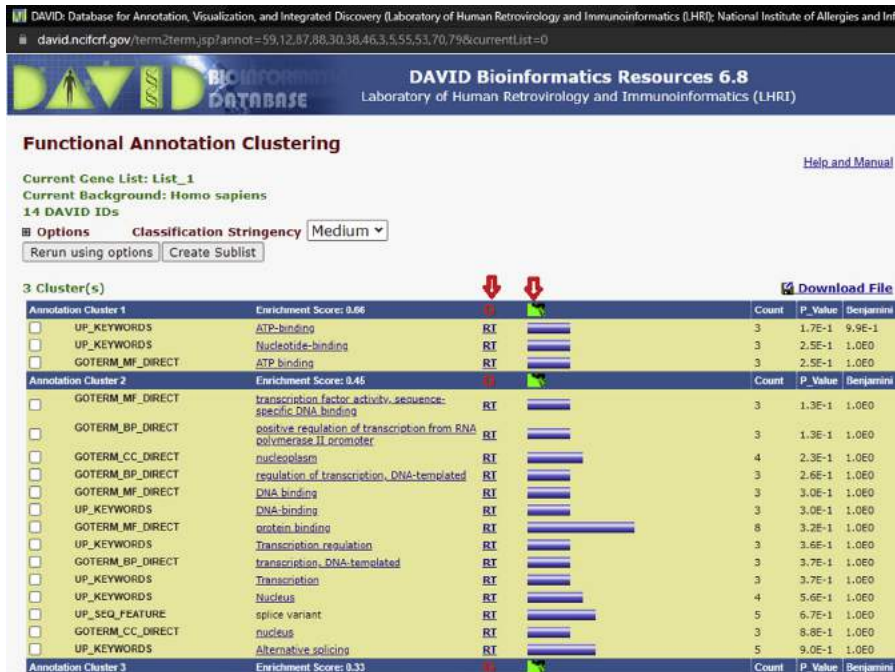 DAVID: Database for Annotation, Visualization, and Integrated Discovery (Laboratory of Human Retrovirology and Immunoinformatics (LHRI); National Institute of Allergies and Inf
david.ncifcrf.gov/term2term.jsp?annot=59,12,87,88,30,38,46,3,5,55,53,70,79&currentList=0
DAVID BIOINFORMATICS DATABASE
DAVID Bioinformatics Resources 6.8
Laboratory of Human Retrovirology and Immunoinformatics (LHRI)
Functional Annotation Clustering
Help and Manual
Current Gene List: List_1
Current Background: Homo sapiens
14 DAVID IDs
Options Classification Stringency Medium
Rerun using options Create Sublist
3 Cluster(s) Download File
Annotation Cluster 1 Enrichment Score: 0.66 G Count P_Value Benjamini
UP_KEYWORDS ATP-binding RT 3 1.7E-1 9.9E-1
UP_KEYWORDS Nucleotide-binding RT 3 2.5E-1 1.0E0
GOTERM_MF_DIRECT ATP binding RT 3 2.5E-1 1.0E0
Annotation Cluster 2 Enrichment Score: 0.45 G Count P_Value Benjamini
GOTERM_MF_DIRECT transcription factor activity, sequence-
specific DNA binding RT 3 1.3E-1 1.0E0
GOTERM_BP_DIRECT positive regulation of transcription from RNA
polymerase II promoter RT 3 1.3E-1 1.0E0
GOTERM_CC_DIRECT nucleoplasm RT 4 2.3E-1 1.0E0
GOTERM_BP_DIRECT regulation of transcription, DNA-templated RT 3 2.6E-1 1.0E0
GOTERM_MF_DIRECT DNA binding RT 3 3.0E-1 1.0E0
UP_KEYWORDS DNA-binding RT 3 3.0E-1 1.0E0
GOTERM_MF_DIRECT protein binding RT 8 3.2E-1 1.0E0
UP_KEYWORDS Transcription regulation RT 3 3.6E-1 1.0E0
GOTERM_BP_DIRECT transcription, DNA-templated RT 3 3.7E-1 1.0E0
UP_KEYWORDS Transcription RT 3 3.7E-1 1.0E0
UP_KEYWORDS Nucleus RT 4 5.6E-1 1.0E0
UP_SEQ_FEATURE splice variant RT 5 6.7E-1 1.0E0
GOTERM_CC_DIRECT nucleus RT 3 8.8E-1 1.0E0
UP_KEYWORDS Alternative splicing RT 5 9.0E-1 1.0E0
Annotation Cluster 3 Enrichment Score: 0.33 G Count P_Value Benjamini